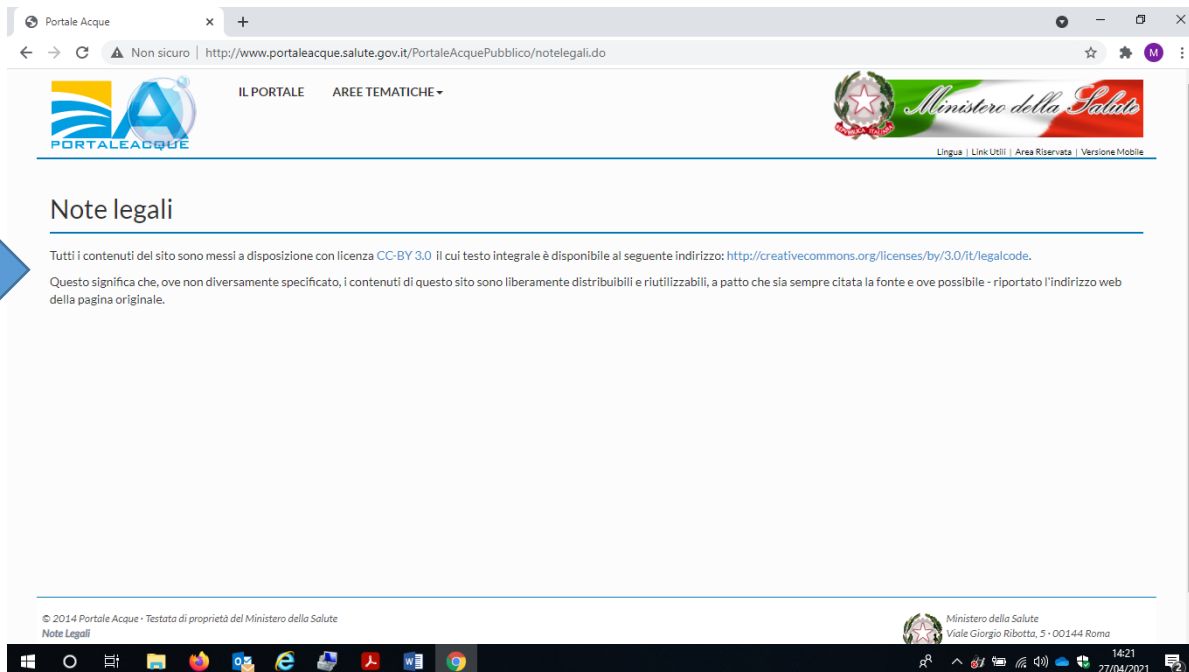 Portale Acque
Non sicuro | http://www.portaleacque.salute.gov.it/PortaleAcquePubblico/notelegali.do
M
PORTALEACQUE
IL PORTALE AREE TEMATICHE
Ministero della Salute
Lingua | Link Utili | Area Riservata | Versione Mobile
Note legali
Tutti i contenuti del sito sono messi a disposizione con licenza CC-BY 3.0 il cui testo integrale è disponibile al seguente indirizzo: http://creativecommons.org/licenses/by/3.0/it/legalcode.
Questo significa che, ove non diversamente specificato, i contenuti di questo sito sono liberamente distribuibili e riutilizzabili, a patto che sia sempre citata la fonte e ove possibile - riportato l'indirizzo web
della pagina originale.
© 2014 Portale Acque • Testata di proprietà del Ministero della Salute
Note Legali
Ministero della Salute
Viale Giorgio Ribotta, 5 • 00144 Roma
14:21
27/04/2021
2